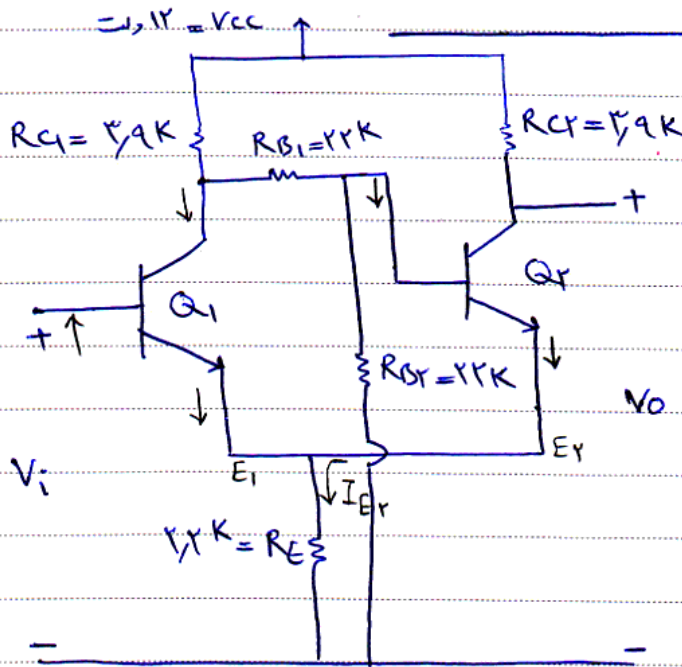 ۱۲ ولت = VCC
RC۱ = ۳,۹K
RB۱ = ۲۲K
RC۲ = ۳,۹K
+
Q۱
Q۲
+
RB۲ = ۲۲K
Vo
E۱
E۲
Vi
IE۲
۲,۲K = RE
-
-